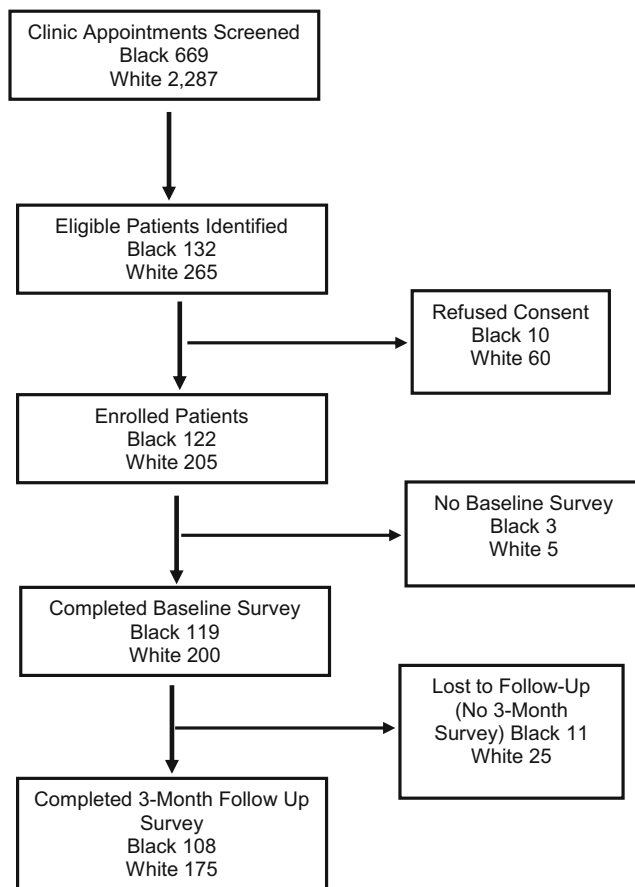 Clinic Appointments Screened
Black 669
White 2,287
Eligible Patients Identified
Black 132
White 265
Refused Consent
Black 10
White 60
Enrolled Patients
Black 122
White 205
No Baseline Survey
Black 3
White 5
Completed Baseline Survey
Black 119
White 200
Lost to Follow-Up
(No 3-Month
Survey) Black 11
White 25
Completed 3-Month Follow Up
Survey
Black 108
White 175